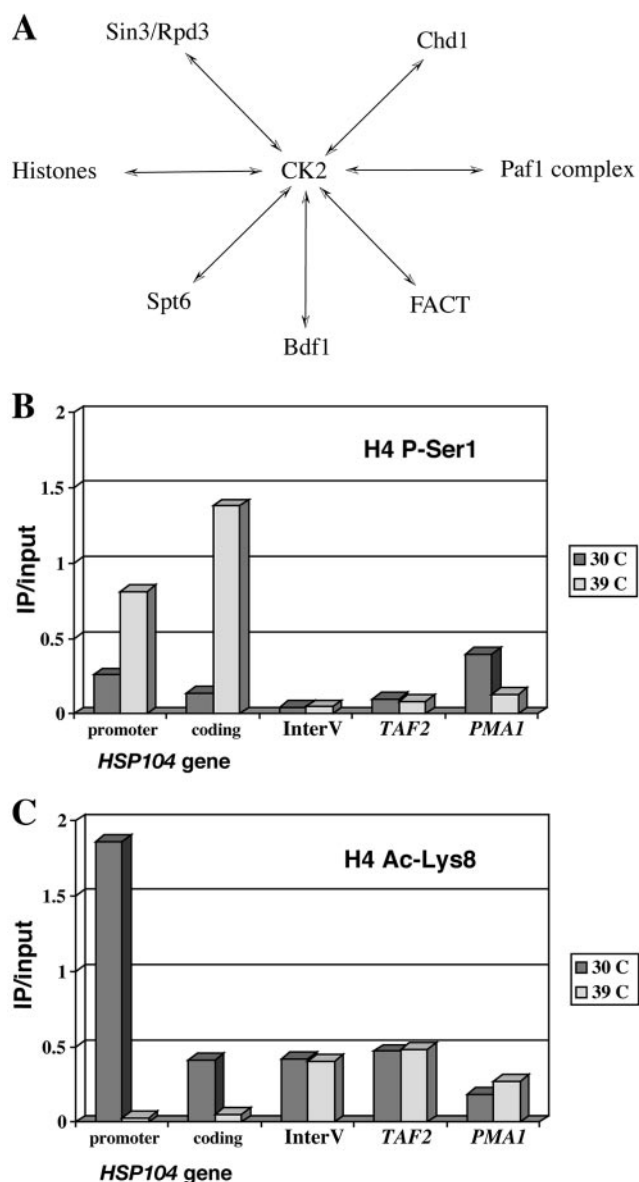 A
Sin3/Rpd3
Chd1
Histones
CK2
Paf1 complex
Spt6
FACT
Bdf1
B
2
H4 P-Ser1
1.5
IP/input
1
30 C
39 C
0.5
0
promoter coding InterV TAF2 PMA1
HSP104 gene
C
2
H4 Ac-Lys8
1.5
IP/input
1
30 C
39 C
0.5
0
promoter coding InterV TAF2 PMA1
HSP104 gene